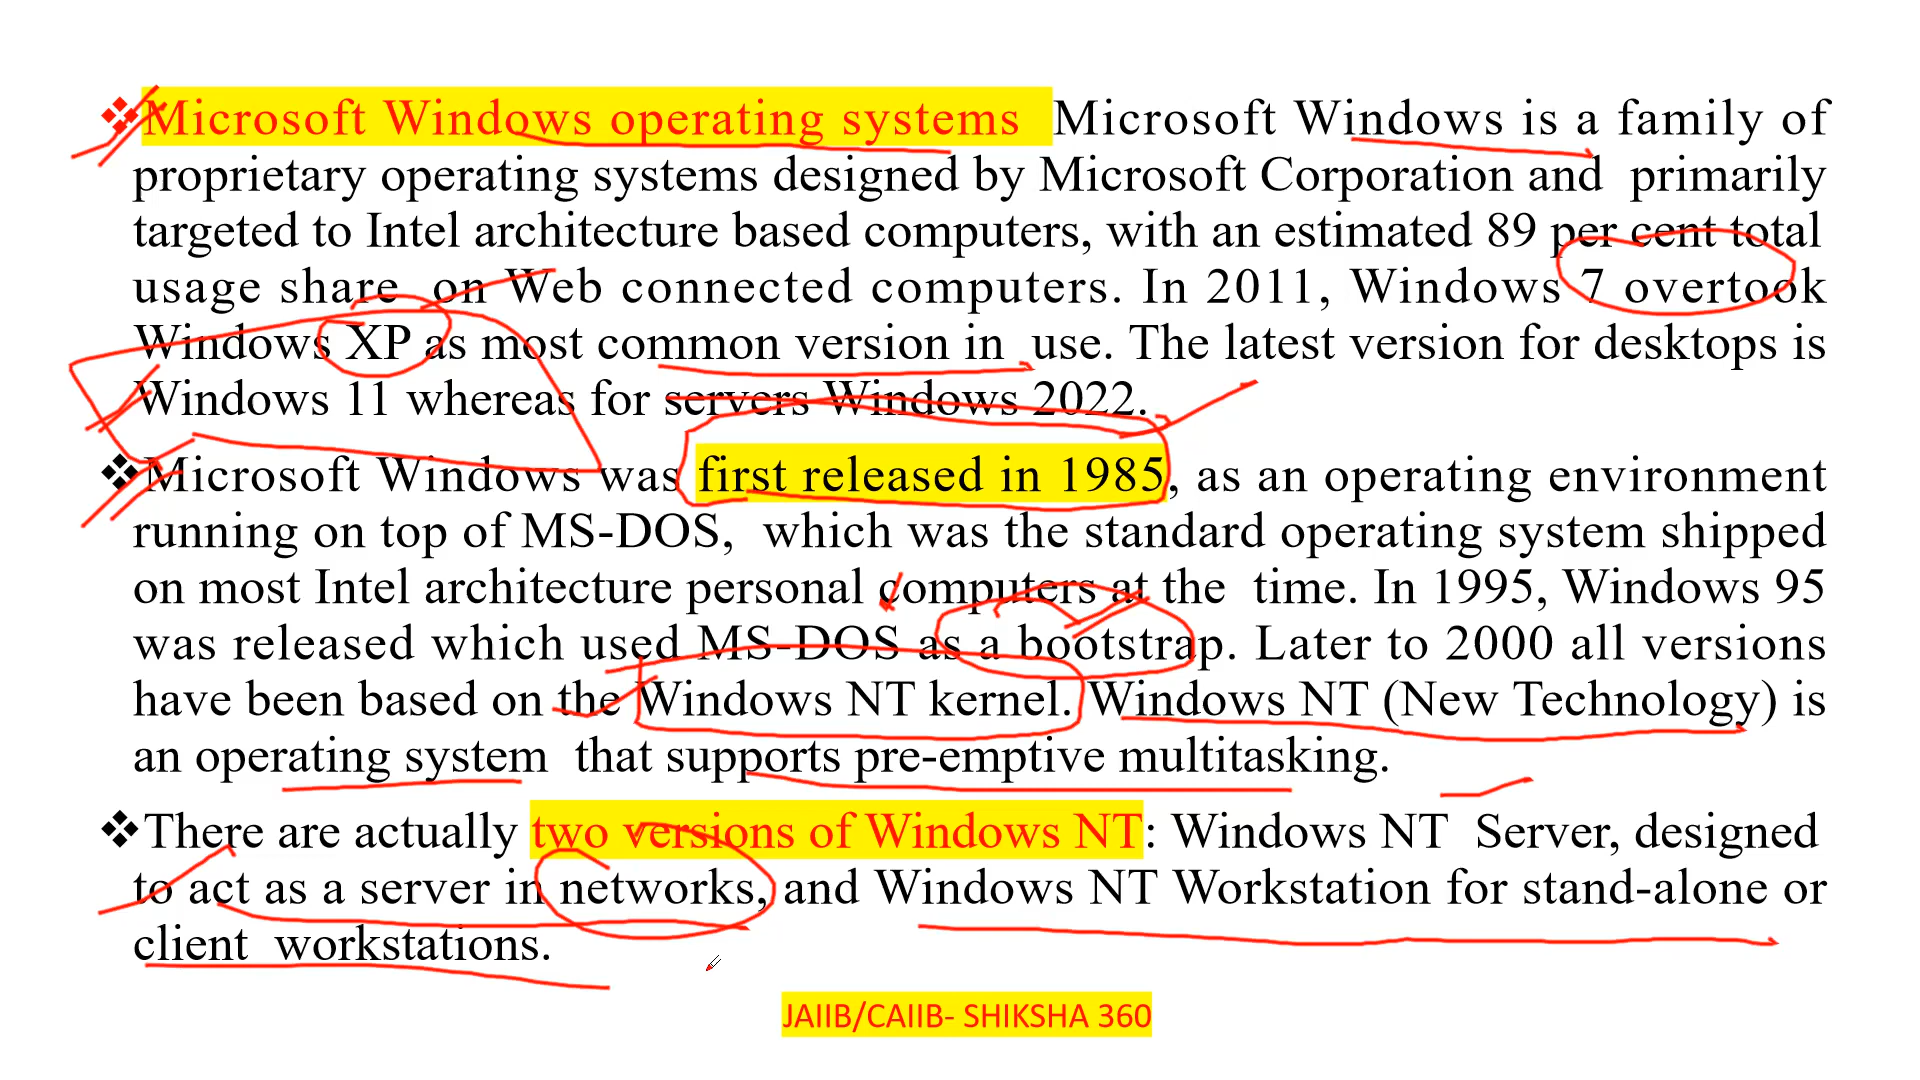 ❖Microsoft Windows operating systems Microsoft Windows is a family of
proprietary operating systems designed by Microsoft Corporation and primarily
targeted to Intel architecture based computers, with an estimated 89 per cent total
usage share on Web connected computers. In 2011, Windows 7 overtook
Windows XP as most common version in use. The latest version for desktops is
Windows 11 whereas for servers Windows 2022.
❖Microsoft Windows was first released in 1985, as an operating environment
running on top of MS-DOS, which was the standard operating system shipped
on most Intel architecture personal computers at the time. In 1995, Windows 95
was released which used MS-DOS as a bootstrap. Later to 2000 all versions
have been based on the Windows NT kernel. Windows NT (New Technology) is
an operating system that supports pre-emptive multitasking.
❖There are actually two versions of Windows NT: Windows NT Server, designed
to act as a server in networks, and Windows NT Workstation for stand-alone or
client workstations.
JAIIB/CAIIB- SHIKSHA 360